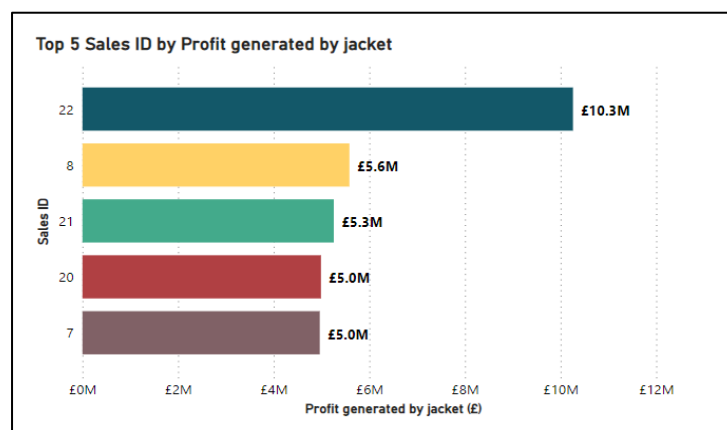 Top 5 Sales ID by Profit generated by jacket
Sales ID
22
£10.3M
8
£5.6M
21
£5.3M
20
£5.0M
7
£5.0M
£0M £2M £4M £6M £8M £10M £12M
Profit generated by jacket (£)